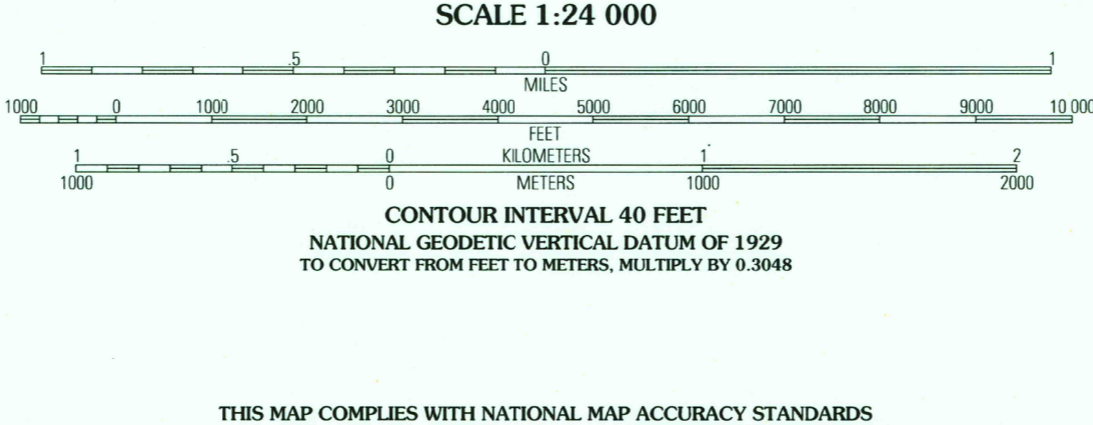 SCALE 1:24 000
1 .5 0 1
MILES
1000 0 1000 2000 3000 4000 5000 6000 7000 8000 9000 10 000
FEET
1 .5 0 KILOMETERS 1 2
1000 0 METERS 1000 2000
CONTOUR INTERVAL 40 FEET
NATIONAL GEODETIC VERTICAL DATUM OF 1929
TO CONVERT FROM FEET TO METERS, MULTIPLY BY 0.3048
THIS MAP COMPLIES WITH NATIONAL MAP ACCURACY STANDARDS